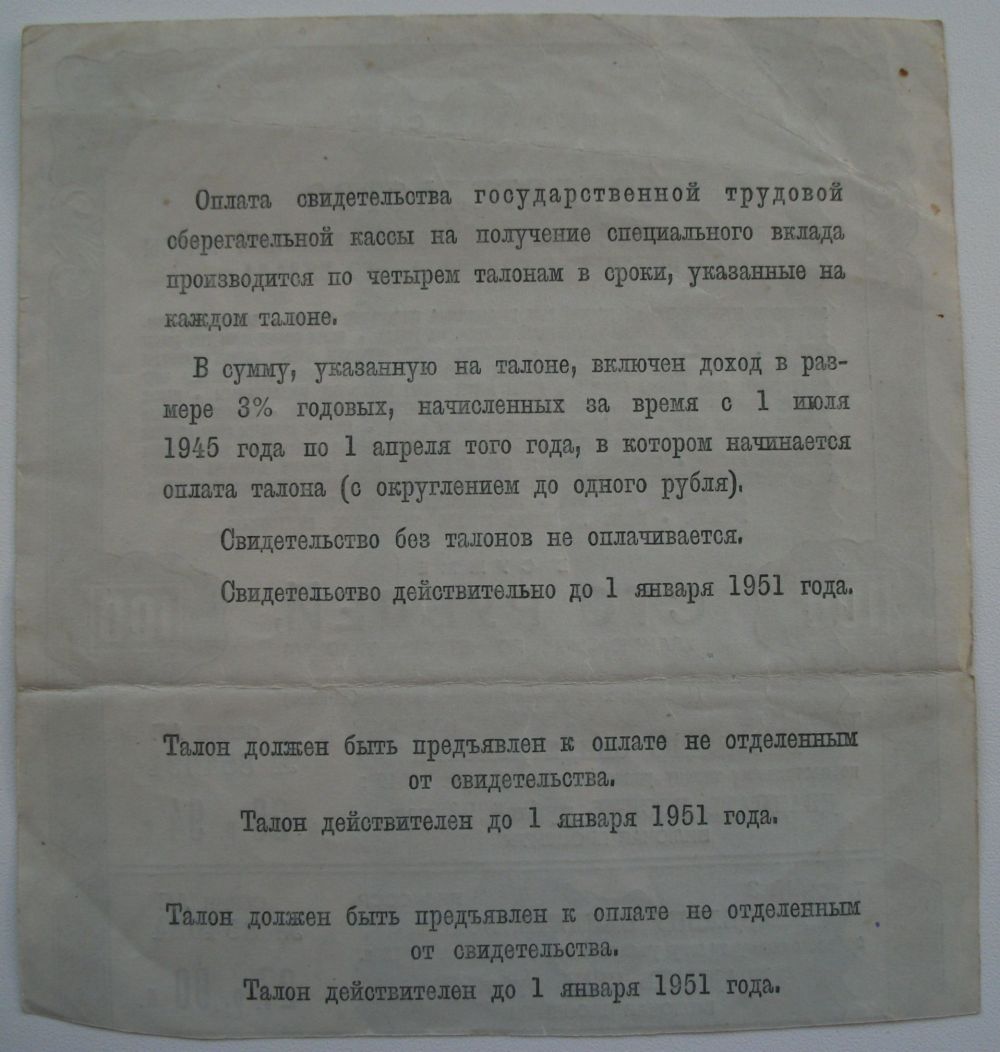 Оплата свидетельства государственной трудовой
сберегательной кассы на получение специального вклада
производится по четырем талонам в сроки, указанные на
каждом талоне.
В сумму, указанную на талоне, включен доход в раз-
мере 3% годовых, начисленных за время с 1 июля
1945 года по 1 апреля того года, в котором начинается
оплата талона (с округлением до одного рубля).
Свидетельство без талонов не оплачивается.
Свидетельство действительно до 1 января 1951 года.
Талон должен быть предъявлен к оплате не отделенным
от свидетельства.
Талон действителен до 1 января 1951 года.
Талон должен быть предъявлен к оплате не отделенным
от свидетельства.
Талон действителен до 1 января 1951 года.